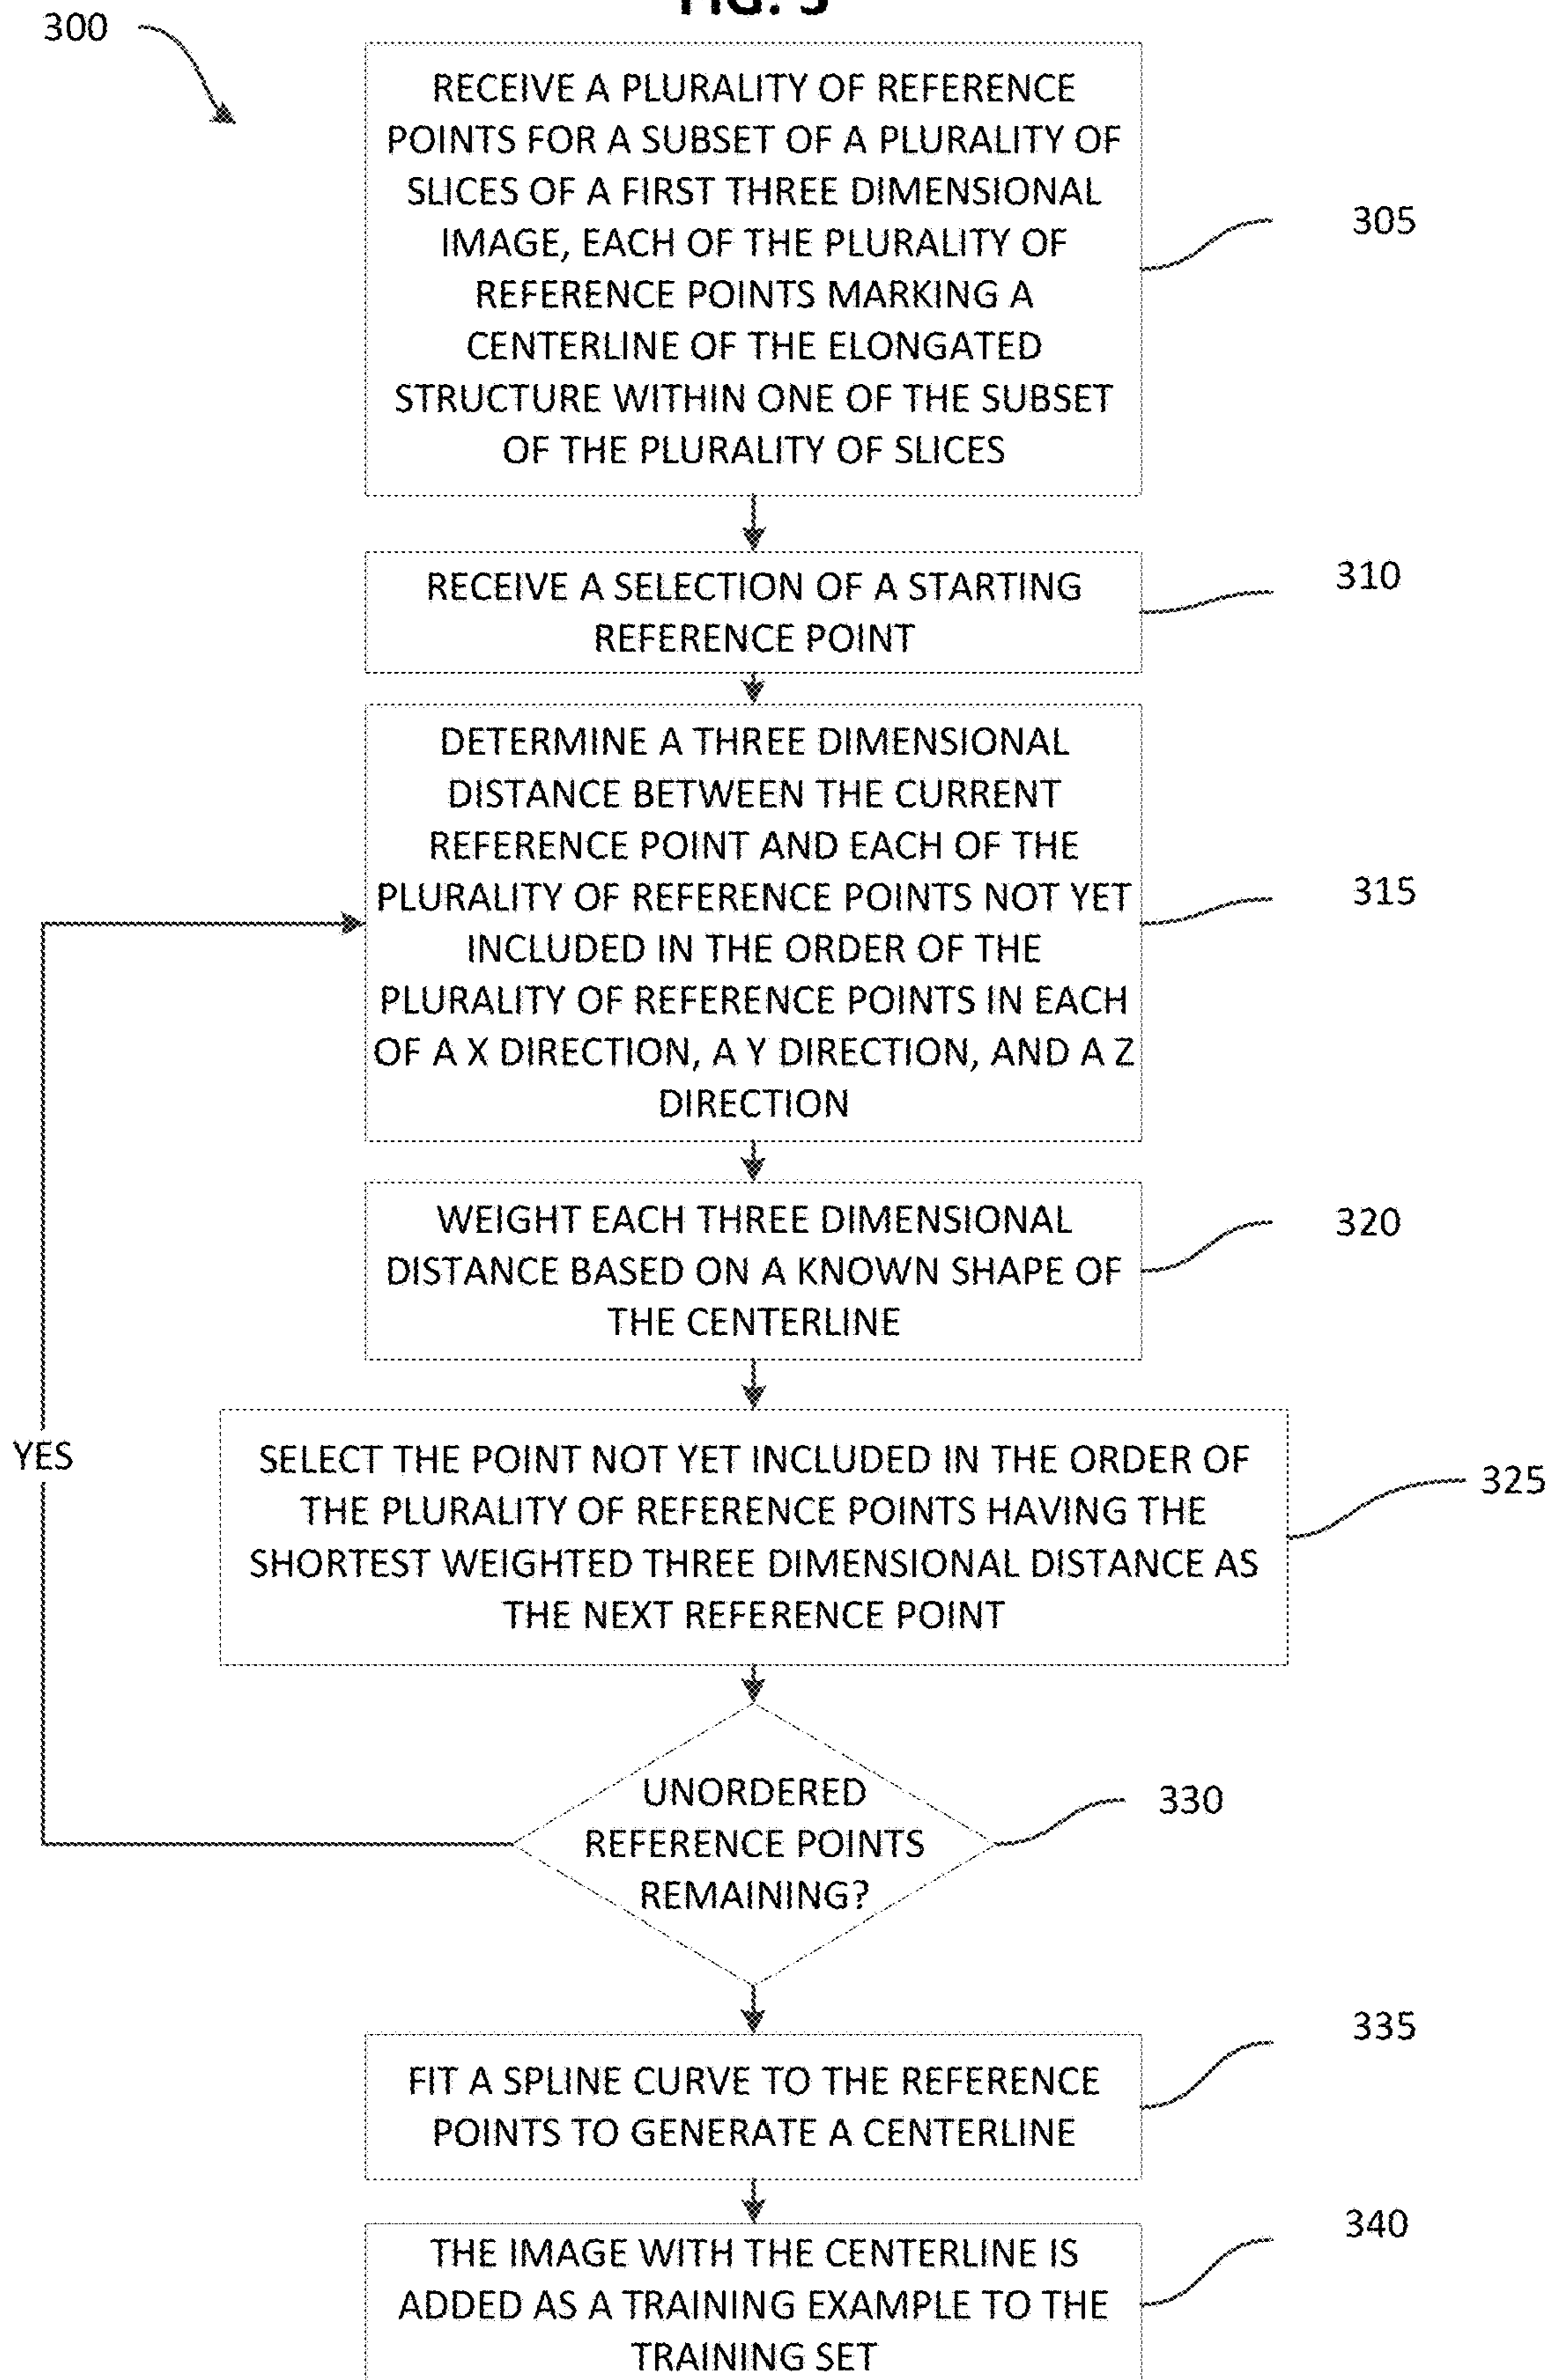 FIG. 3
300
RECEIVE A PLURALITY OF REFERENCE
POINTS FOR A SUBSET OF A PLURALITY OF
SLICES OF A FIRST THREE DIMENSIONAL
IMAGE, EACH OF THE PLURALITY OF
REFERENCE POINTS MARKING A
CENTERLINE OF THE ELONGATED
STRUCTURE WITHIN ONE OF THE SUBSET
OF THE PLURALITY OF SLICES
305
RECEIVE A SELECTION OF A STARTING
REFERENCE POINT
310
DETERMINE A THREE DIMENSIONAL
DISTANCE BETWEEN THE CURRENT
REFERENCE POINT AND EACH OF THE
PLURALITY OF REFERENCE POINTS NOT YET
INCLUDED IN THE ORDER OF THE
PLURALITY OF REFERENCE POINTS IN EACH
OF A X DIRECTION, A Y DIRECTION, AND A Z
DIRECTION
315
WEIGHT EACH THREE DIMENSIONAL
DISTANCE BASED ON A KNOWN SHAPE OF
THE CENTERLINE
320
YES
SELECT THE POINT NOT YET INCLUDED IN THE ORDER OF
THE PLURALITY OF REFERENCE POINTS HAVING THE
SHORTEST WEIGHTED THREE DIMENSIONAL DISTANCE AS
THE NEXT REFERENCE POINT
325
UNORDERED
REFERENCE POINTS
REMAINING?
330
FIT A SPLINE CURVE TO THE REFERENCE
POINTS TO GENERATE A CENTERLINE
335
THE IMAGE WITH THE CENTERLINE IS
ADDED AS A TRAINING EXAMPLE TO THE
TRAINING SET
340